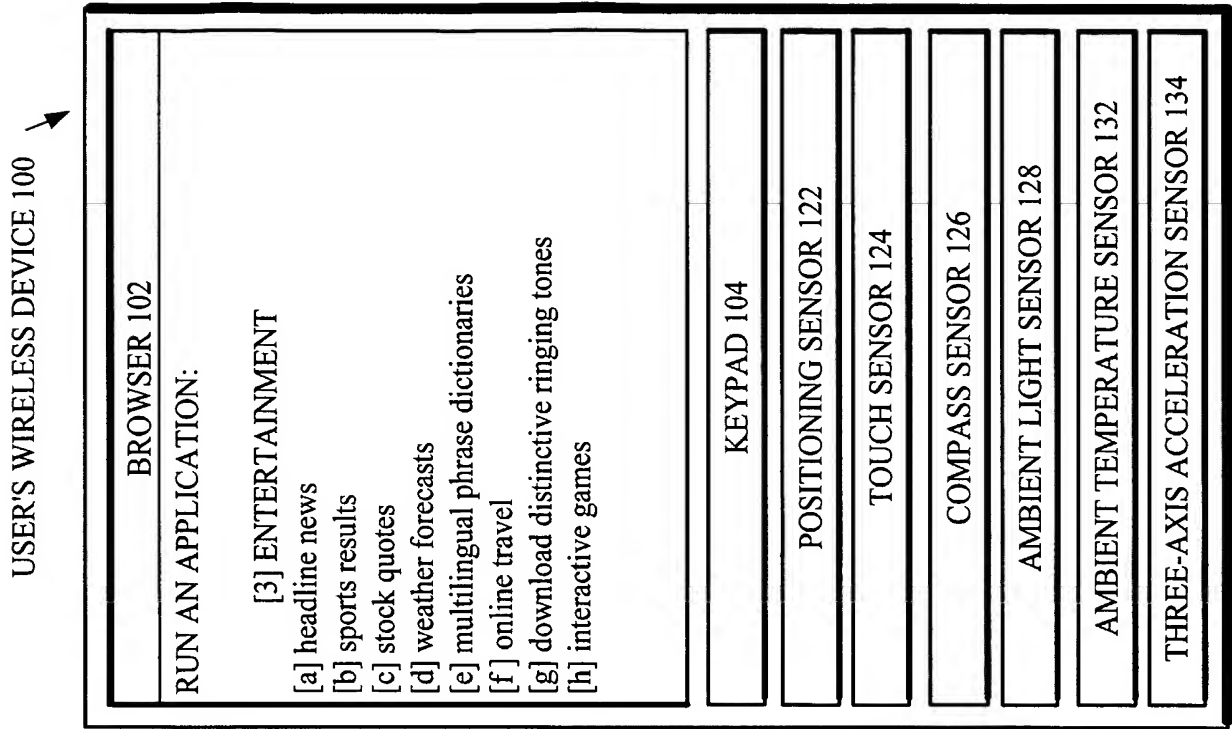 USER'S WIRELESS DEVICE 100
BROWSER 102
RUN AN APPLICATION:
[3] ENTERTAINMENT
[a] headline news
[b] sports results
[c] stock quotes
[d] weather forecasts
[e] multilingual phrase dictionaries
[f] online travel
[g] download distinctive ringing tones
[h] interactive games
KEYPAD 104
POSITIONING SENSOR 122
TOUCH SENSOR 124
COMPASS SENSOR 126
AMBIENT LIGHT SENSOR 128
AMBIENT TEMPERATURE SENSOR 132
THREE-AXIS ACCELERATION SENSOR 134